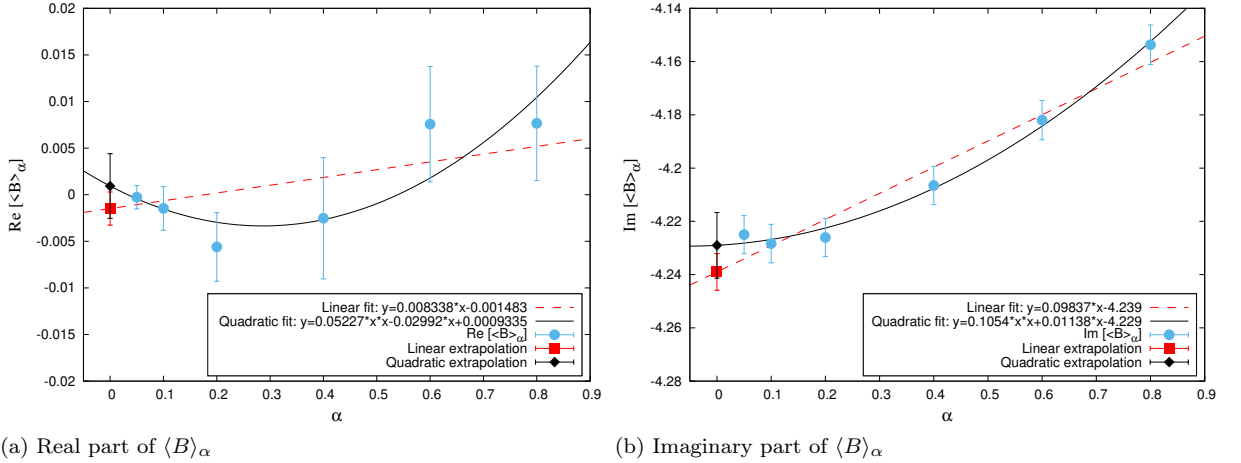 Re [<B>α]
0.02
0.015
0.01
0.005
0
-0.005
-0.01
-0.015
-0.02
Linear fit: y=0.008338*x-0.001483
Quadratic fit: y=0.05227*x*x-0.02992*x+0.0009335
Re [<B>α]
Linear extrapolation
Quadratic extrapolation
0 0.1 0.2 0.3 0.4 0.5 0.6 0.7 0.8 0.9
α
(a) Real part of ⟨B⟩α
Im [<B>α]
-4.14
-4.16
-4.18
-4.2
-4.22
-4.24
-4.26
-4.28
Linear fit: y=0.09837*x-4.239
Quadratic fit: y=0.1054*x*x+0.01138*x-4.229
Im [<B>α]
Linear extrapolation
Quadratic extrapolation
0 0.1 0.2 0.3 0.4 0.5 0.6 0.7 0.8 0.9
α
(b) Imaginary part of ⟨B⟩α